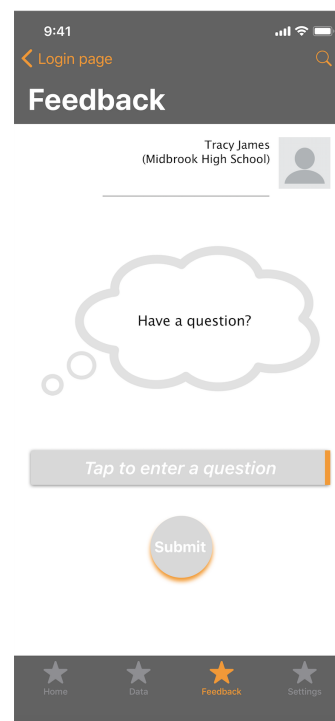 9:41
Login page
Feedback
Tracy James
(Midbrook High School)
Have a question?
Tap to enter a question
Submit
Home Data Feedback Settings